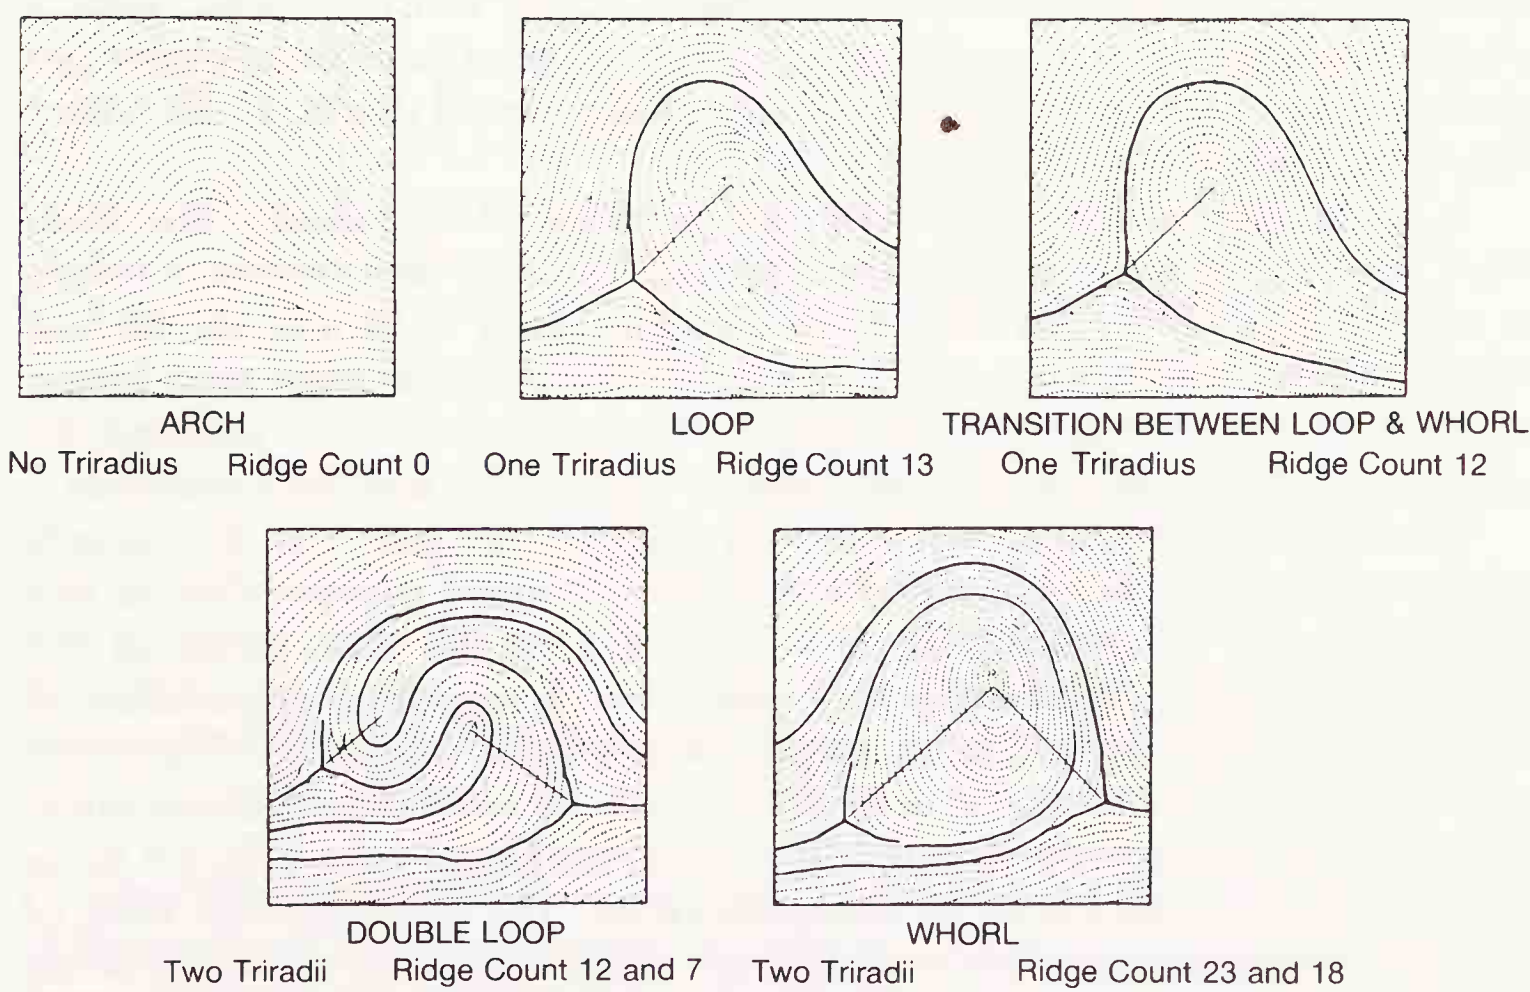 ARCH
No Triradius Ridge Count 0
LOOP
One Triradius Ridge Count 13
TRANSITION BETWEEN LOOP & WHORL
One Triradius Ridge Count 12
DOUBLE LOOP
Two Triradii Ridge Count 12 and 7
WHORL
Two Triradii Ridge Count 23 and 18